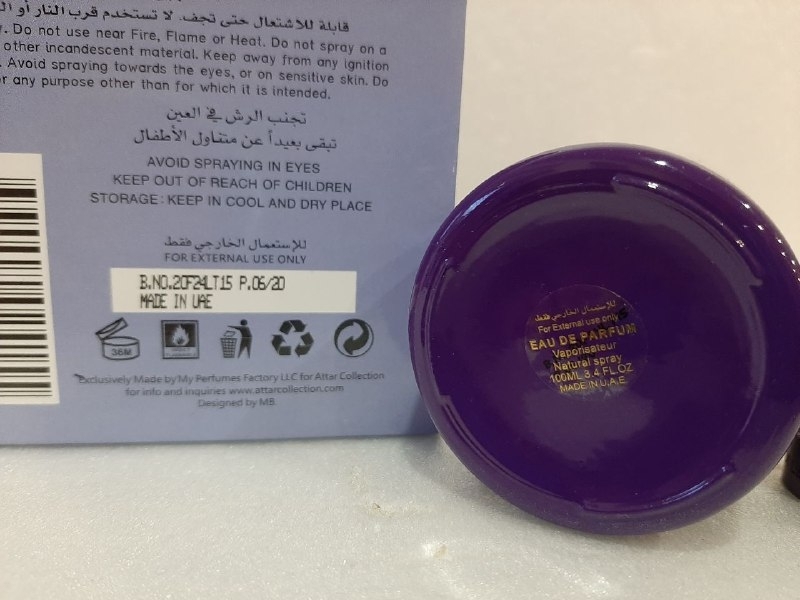 قابلة للاشتعال حتى تجف. لا تستخدم قرب النار أو
Do not use near Fire, Flame or Heat. Do not spray on a
other incandescent material. Keep away from any ignition
Avoid spraying towards the eyes, or on sensitive skin. Do
any purpose other than for which it is intended.
تجنب الرش في العين
تبقى بعيداً عن متناول الأطفال
AVOID SPRAYING IN EYES
KEEP OUT OF REACH OF CHILDREN
STORAGE: KEEP IN COOL AND DRY PLACE
للإستعمال الخارجي فقط
FOR EXTERNAL USE ONLY
B.NO.20F24LT15 P.06/20
MADE IN UAE
36M
Exclusively Made by My Perfumes Factory LLC for Attar Collection
for info and inquiries www.attarcollection.com
Designed by MB.
للإستعمال الخارجي فقط
For External use only
EAU DE PARFUM
Vaporisateur
Natural spray
100ML 3.4 FL OZ
MADE IN U.A.E